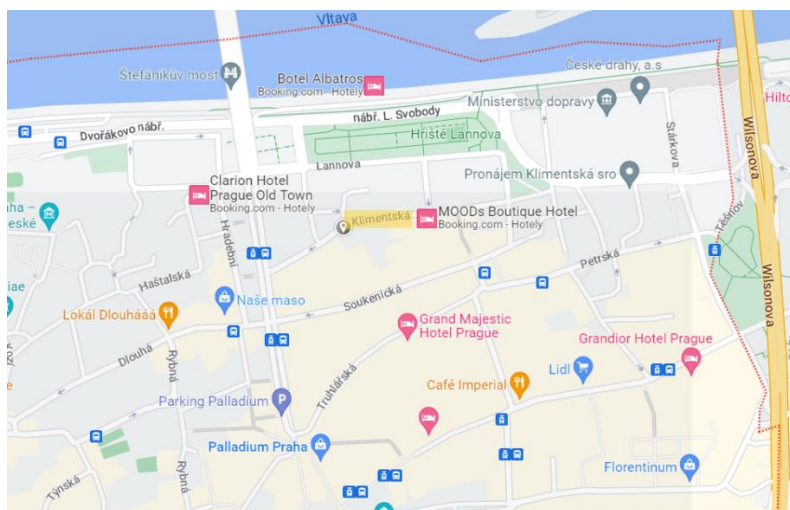 Vltava
Štefánikův most
Botel Albatros
Booking.com - Hotely
České dráhy, a.s
Ministerstvo dopravy
Hilto
nábř. L. Svobody
Dvořákovo nábř.
Hřiště Lannova
Stárkova
Wilsonova
Lannova
Clarion Hotel
Prague Old Town
Booking.com - Hotely
Pronájem Klimentská sro
Klimentská
MOODs Boutique Hotel
Booking.com - Hotely
Těšnov
aha –
eské
Hradební
Haštalská
Petrská
Wilsonova
iae
Naše maso
Soukenická
Lokál Dlouhááá
Grand Majestic
Hotel Prague
Grandior Hotel Prague
Dlouhá
Rybná
Truhlářská
Café Imperial
Lidl
Parking Palladium
P
Palladium Praha
Florentinum
Týnská
Rybná